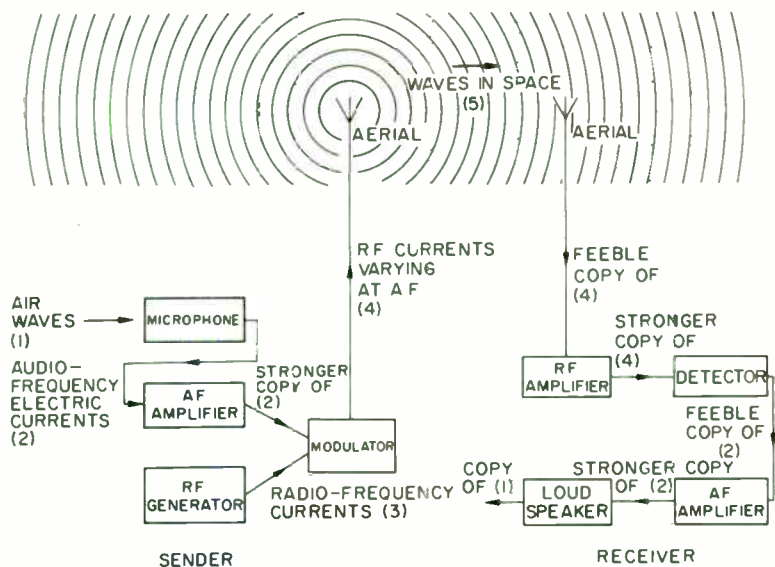 WAVES IN SPACE
(5)
AERIAL
AERIAL
RF CURRENTS
VARYING
AT AF
(4)
FEEBLE
COPY OF
(4)
AIR
WAVES
(1)
MICROPHONE
STRONGER
COPY OF
(4)
AUDIO-
FREQUENCY
ELECTRIC
CURRENTS
(2)
STRONGER
COPY OF
(2)
AF
AMPLIFIER
RF
AMPLIFIER
DETECTOR
MODULATOR
FEEBLE
COPY OF
(2)
RF
GENERATOR
RADIO-FREQUENCY
CURRENTS (3)
COPY
OF (1)
LOUD
SPEAKER
STRONGER COPY
OF (2)
AF
AMPLIFIER
SENDER
RECEIVER